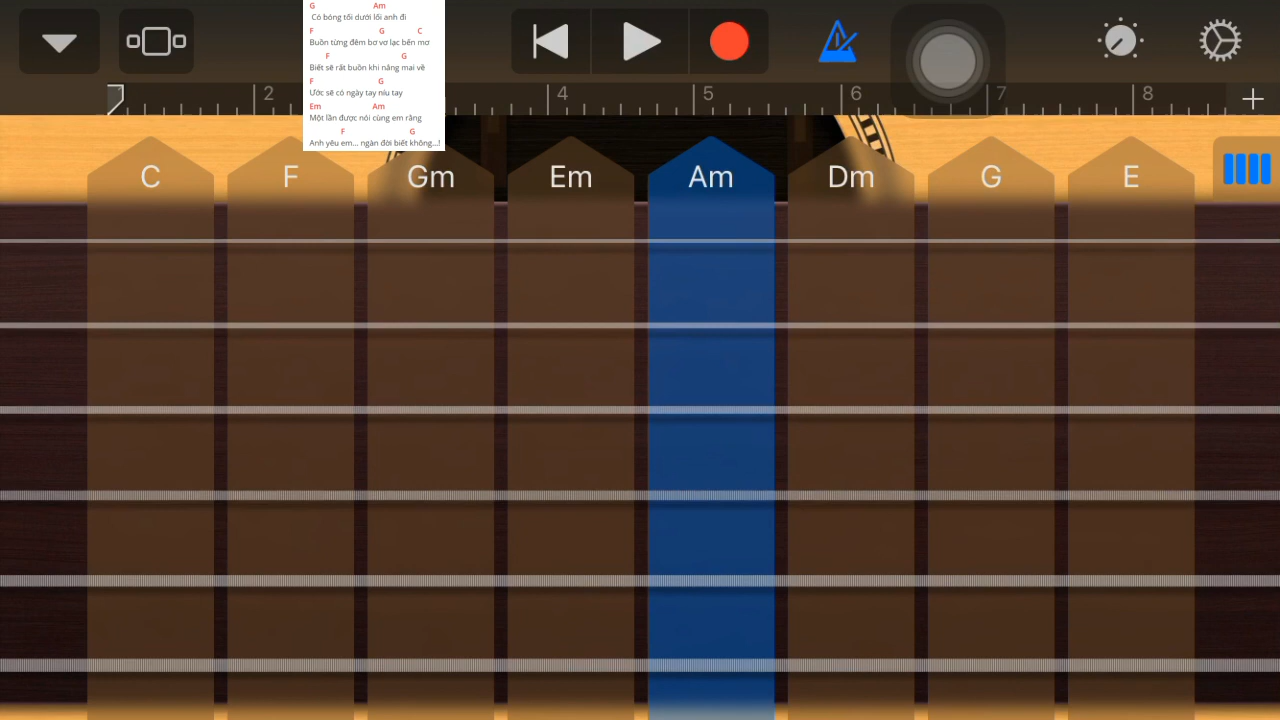 G Am
Có bóng tối dưới lối anh đi
F G C
Buồn từng đêm bơ vơ lạc bến mơ
F G
Biết sẽ rất buồn khi nắng mai về
F G
Ước sẽ có ngày tay níu tay
Em Am
Một lần được nói cùng em rằng
F G
Anh yêu em... ngàn đời biết không...!
2 4 5 6 7 8
C F Gm Em Am Dm G E